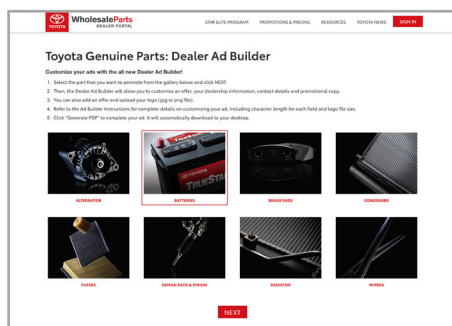 TOYOTA
WholesaleParts
DEALER PORTAL
STAR ELITE PROGRAM
PROMOTIONS & PRICING
RESOURCES
TOYOTA NEWS
SIGN IN
Toyota Genuine Parts: Dealer Ad Builder
Customize your ads with the all new Dealer Ad Builder!
1. Select the part that you want to promote from the gallery below and click NEXT.
2. Then, the Dealer Ad Builder will allow you to customize an offer, your dealership information, contact details and promotional copy.
3. You can also add an offer and upload your logo (jpg or png file).
4. Refer to the Ad Builder Instructions for complete details on customizing your ad, including character length for each field and logo file size.
5. Click "Generate PDF" to complete your ad. It will automatically download to your desktop.
TOYOTA
TRUESTAR
ALTERANTOR
BATTERIES
BRAKE PADS
CONDENSER
FILTERS
REMAN RACK & PINION
RADIATOR
WIPERS
NEXT